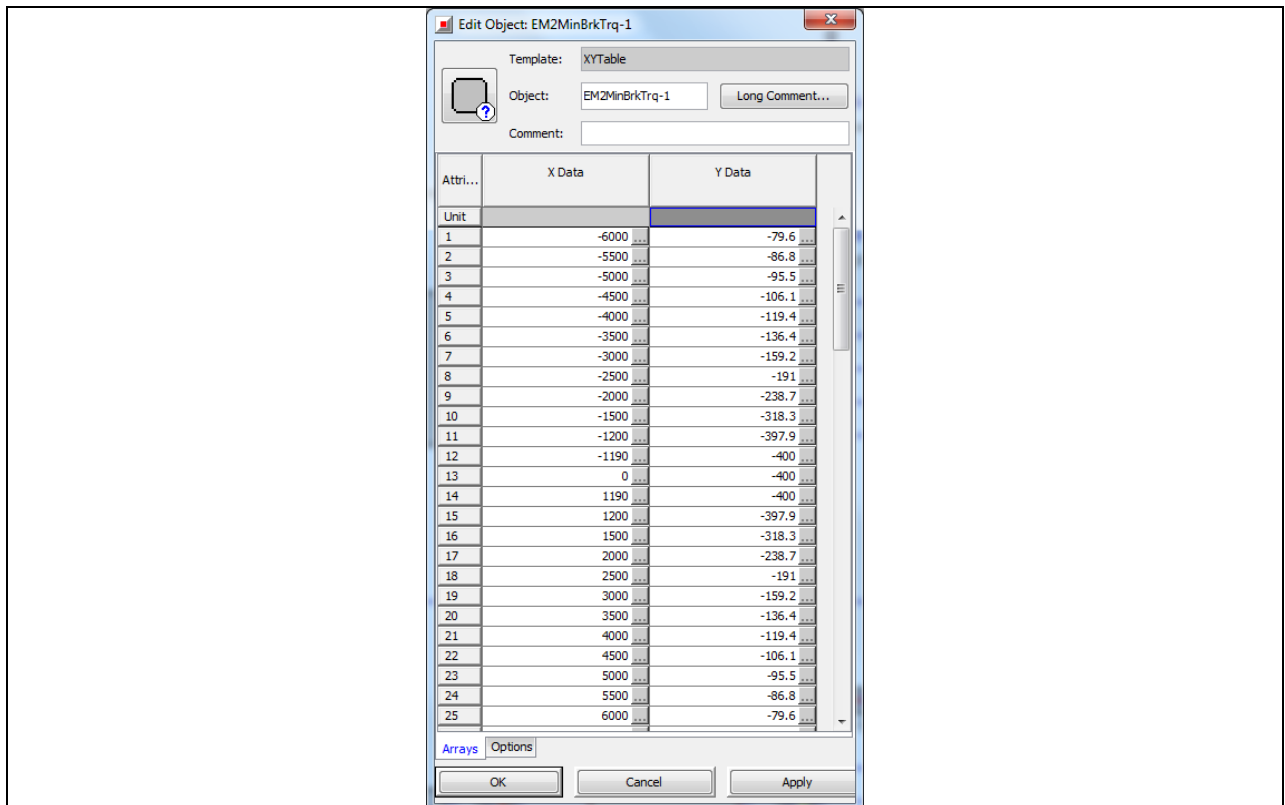 Edit Object: EM2MinBrkTrq-1
Template: XYTable
Object: EM2MinBrkTrq-1 Long Comment...
Comment:
Attri... X Data Y Data
Unit
1 -6000 ... -79.6 ...
2 -5500 ... -86.8 ...
3 -5000 ... -95.5 ...
4 -4500 ... -106.1 ...
5 -4000 ... -119.4 ...
6 -3500 ... -136.4 ...
7 -3000 ... -159.2 ...
8 -2500 ... -191 ...
9 -2000 ... -238.7 ...
10 -1500 ... -318.3 ...
11 -1200 ... -397.9 ...
12 -1190 ... -400 ...
13 0 ... -400 ...
14 1190 ... -400 ...
15 1200 ... -397.9 ...
16 1500 ... -318.3 ...
17 2000 ... -238.7 ...
18 2500 ... -191 ...
19 3000 ... -159.2 ...
20 3500 ... -136.4 ...
21 4000 ... -119.4 ...
22 4500 ... -106.1 ...
23 5000 ... -95.5 ...
24 5500 ... -86.8 ...
25 6000 ... -79.6 ...
Arrays Options
OK Cancel Apply